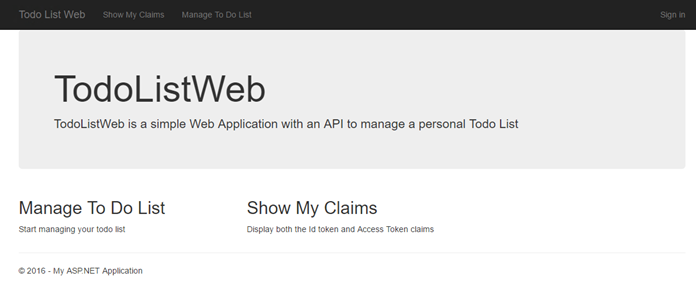 Todo List Web Show My Claims Manage To Do List Sign in
TodoListWeb
TodoListWeb is a simple Web Application with an API to manage a personal Todo List
Manage To Do List Show My Claims
Start managing your todo list Display both the Id token and Access Token claims
© 2016 - My ASP.NET Application